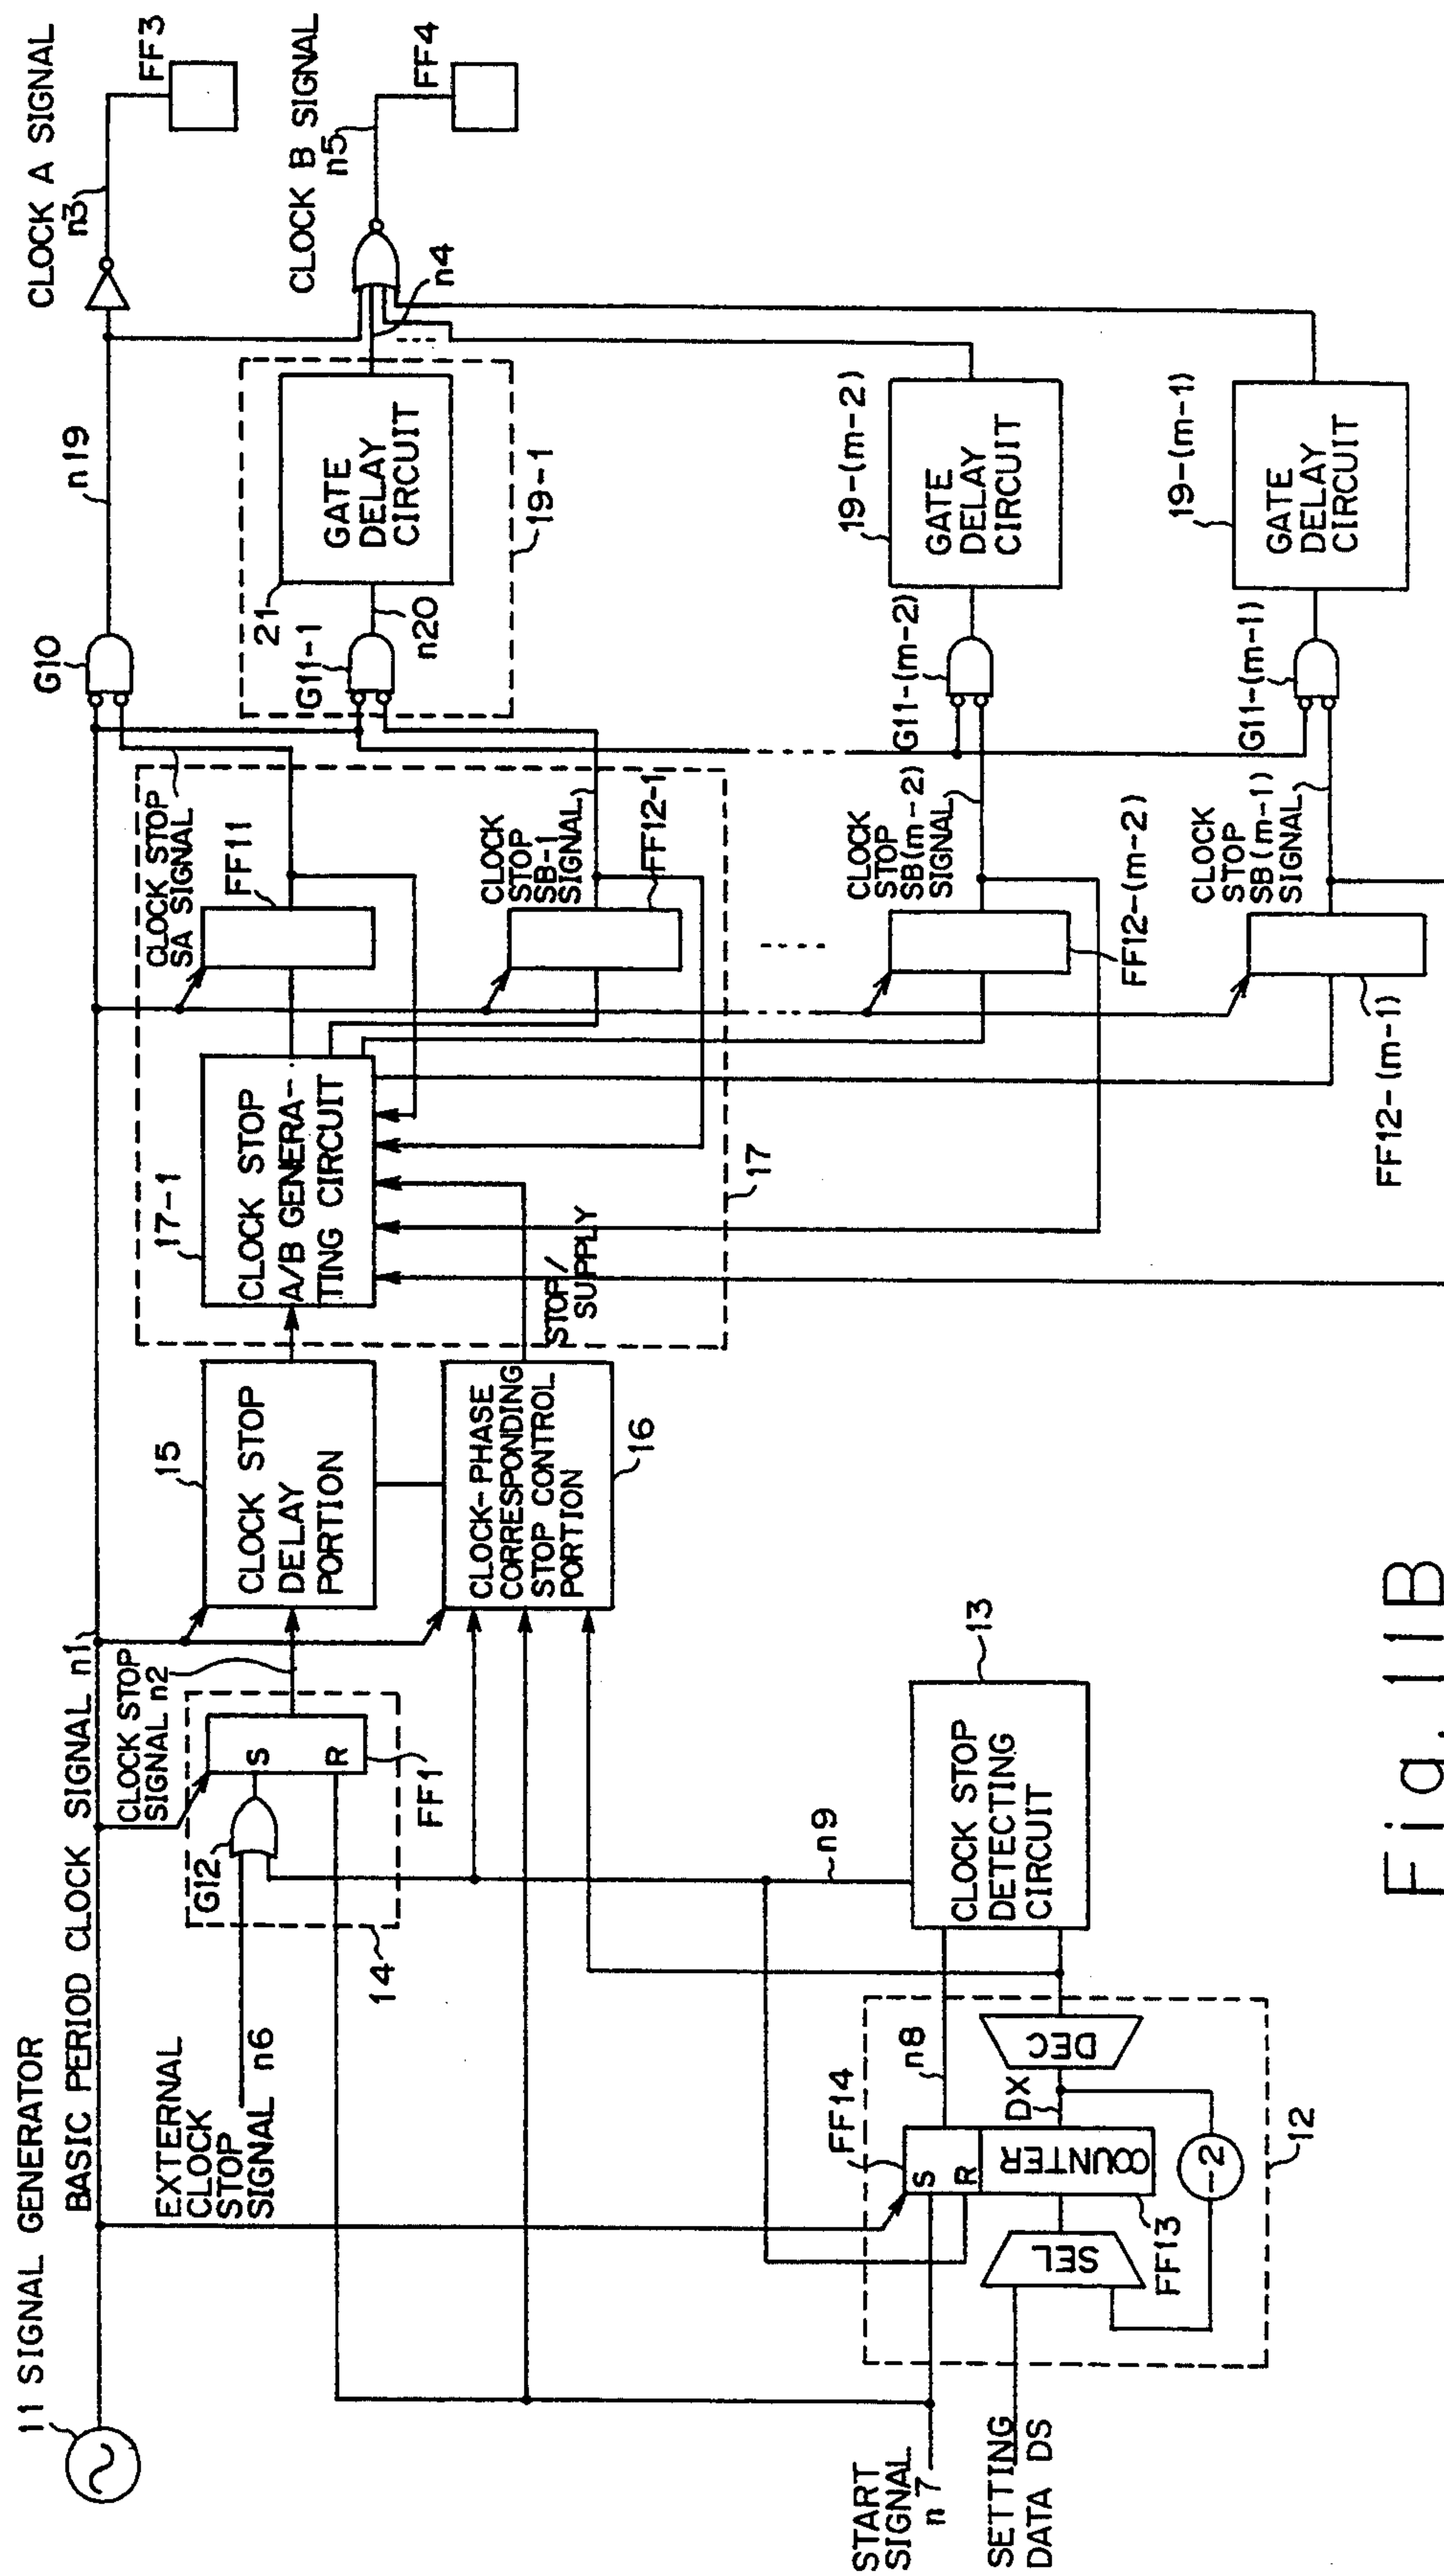 11 SIGNAL GENERATOR
BASIC PERIOD CLOCK SIGNAL n1
EXTERNAL
CLOCK
STOP
SIGNAL n6
CLOCK STOP
SIGNAL n2
G12
S
R
FF1
14
15
CLOCK STOP
DELAY
PORTION
CLOCK-PHASE
CORRESPONDING
STOP CONTROL
PORTION
16
STOP/
SUPPLY
17-1
CLOCK STOP
A/B GENERA-
TING CIRCUIT
17
CLOCK STOP
SA SIGNAL
FF11
CLOCK
STOP
SB-1
SIGNAL
FF12-1
CLOCK
STOP
SB(m-2)
SIGNAL
FF12-(m-2)
CLOCK
STOP
SB(m-1)
SIGNAL
FF12-(m-1)
G10
n19
G11-1
n20
21
GATE
DELAY
CIRCUIT
19-1
G11-(m-2)
19-(m-2)
GATE
DELAY
CIRCUIT
G11-(m-1)
19-(m-1)
GATE
DELAY
CIRCUIT
CLOCK A SIGNAL
n3
FF3
CLOCK B SIGNAL
n5
n4
FF4
START
SIGNAL
n7
SETTING
DATA DS
SEL
FF13
COUNTER
FF14
S
R
DX
-2
DEC
12
n8
n9
CLOCK STOP
DETECTING
CIRCUIT
13
Fig. 11B